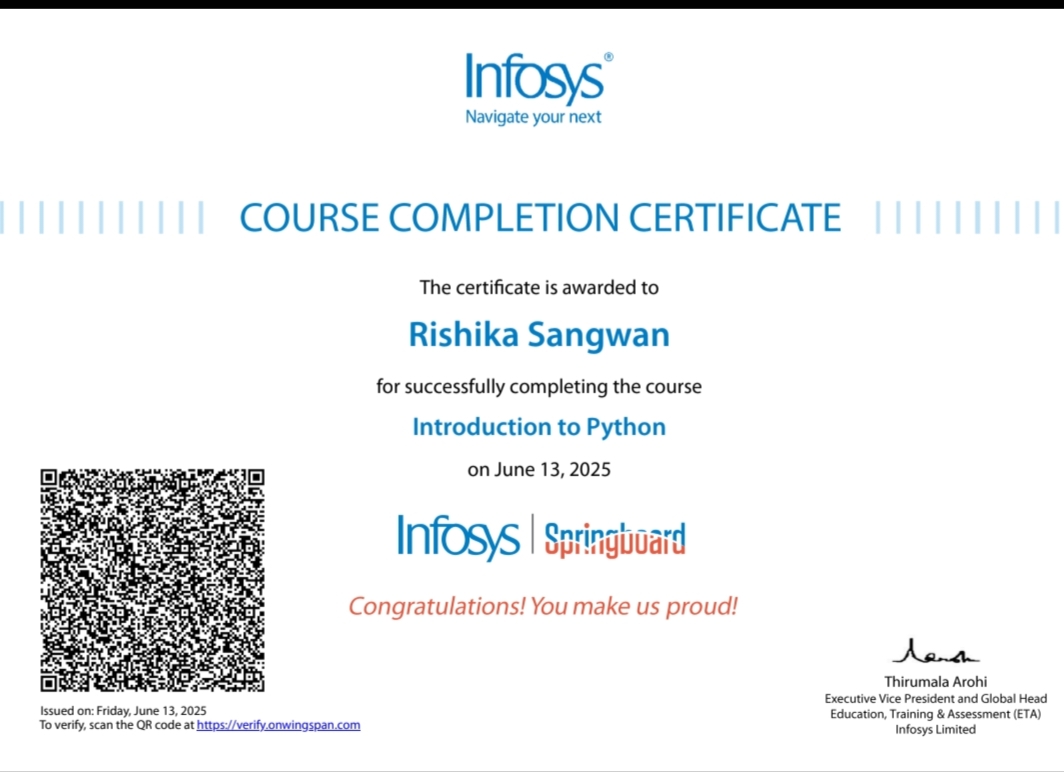 Infosys®
Navigate your next
COURSE COMPLETION CERTIFICATE
The certificate is awarded to
Rishika Sangwan
for successfully completing the course
Introduction to Python
on June 13, 2025
Infosys | Springboard
Congratulations! You make us proud!
Issued on: Friday, June 13, 2025
To verify, scan the QR code at https://verify.onwingspan.com
Thirumala Arohi
Executive Vice President and Global Head
Education, Training & Assessment (ETA)
Infosys Limited